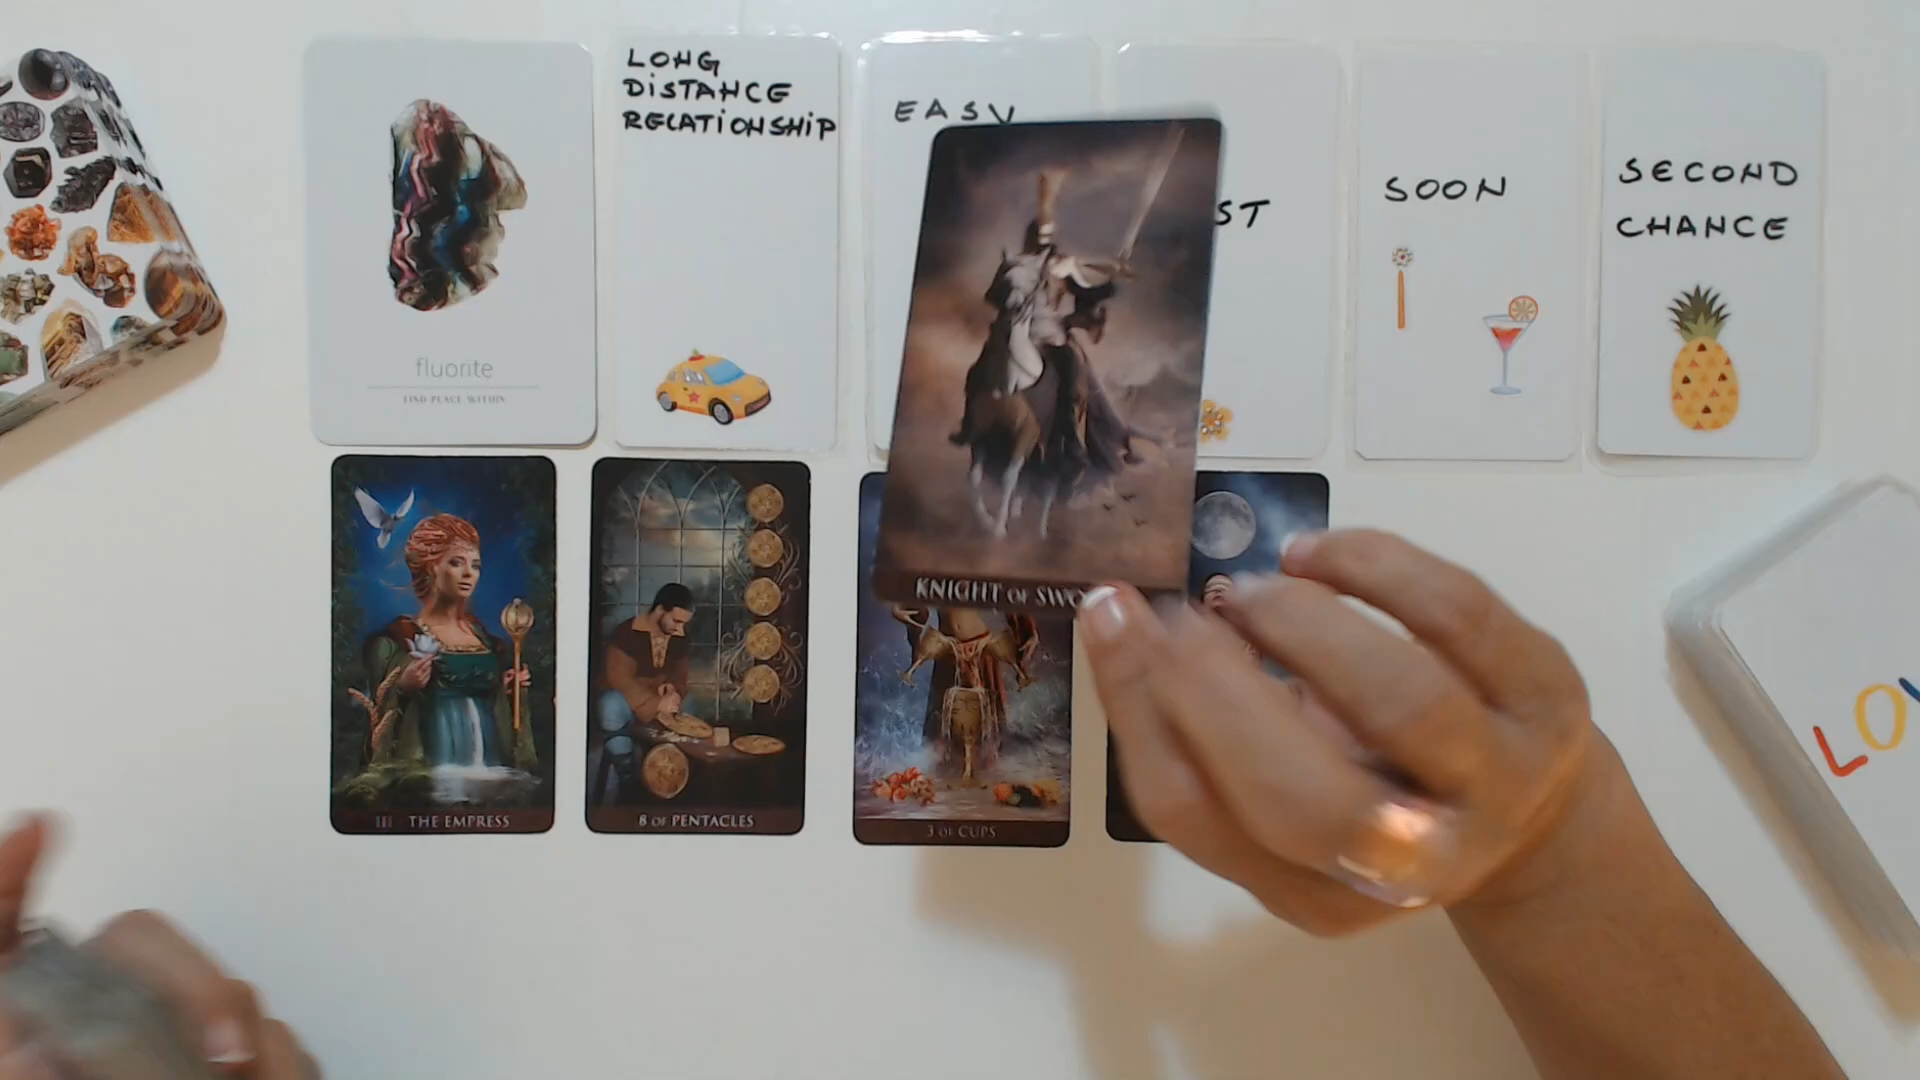 LONG
DiSTANCE
RELATiONSHiP
EASY
ST
SOON
SECOND
CHANCE
fluorite
FIND PEACE WITHIN
KNIGHT OF SWO
III THE EMPRESS
8 OF PENTACLES
3 OF CUPS
LOV